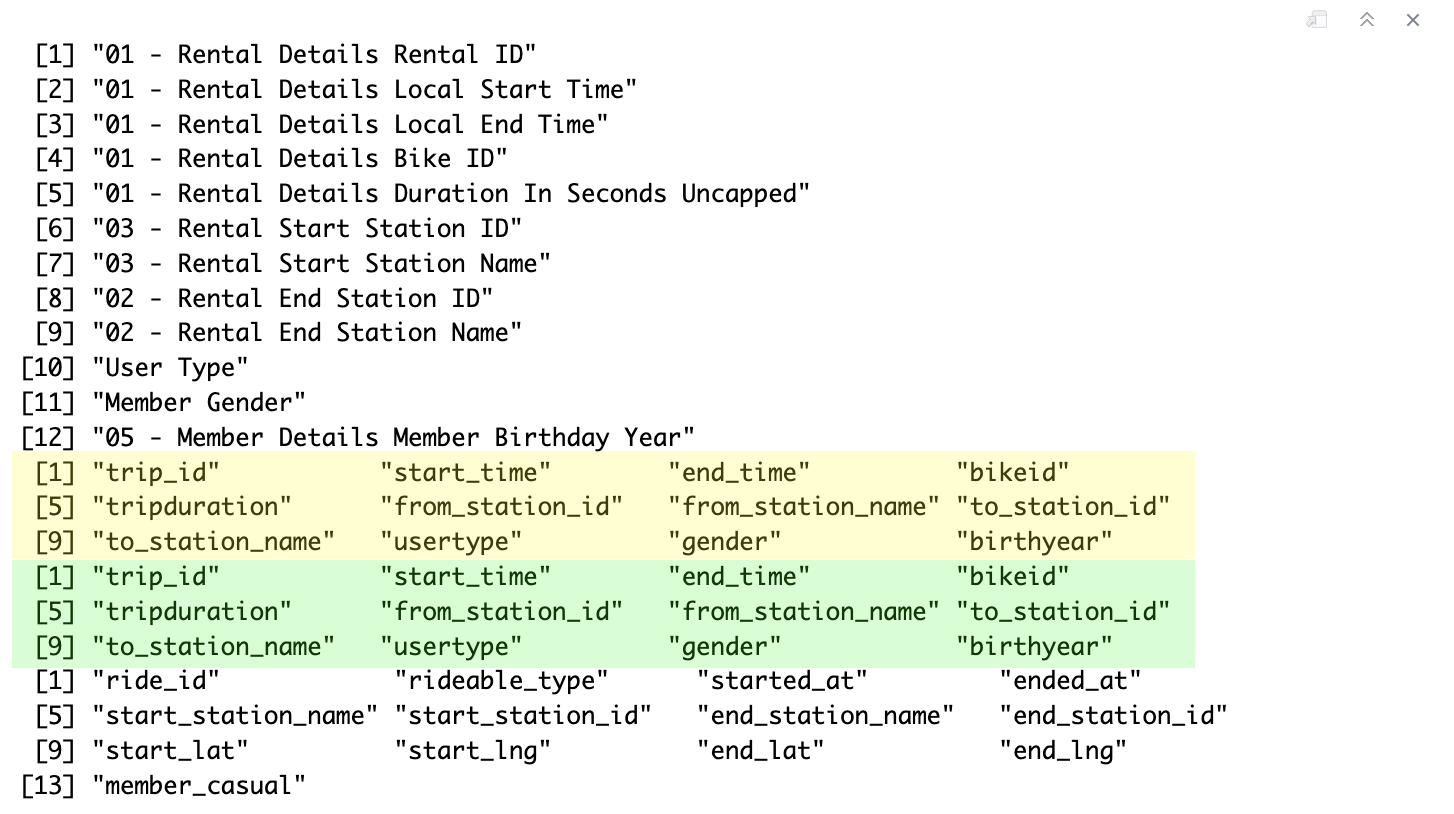 [1] "01 - Rental Details Rental ID"
[2] "01 - Rental Details Local Start Time"
[3] "01 - Rental Details Local End Time"
[4] "01 - Rental Details Bike ID"
[5] "01 - Rental Details Duration In Seconds Uncapped"
[6] "03 - Rental Start Station ID"
[7] "03 - Rental Start Station Name"
[8] "02 - Rental End Station ID"
[9] "02 - Rental End Station Name"
[10] "User Type"
[11] "Member Gender"
[12] "05 - Member Details Member Birthday Year"
[1] "trip_id" "start_time" "end_time" "bikeid"
[5] "tripduration" "from_station_id" "from_station_name" "to_station_id"
[9] "to_station_name" "usertype" "gender" "birthyear"
[1] "trip_id" "start_time" "end_time" "bikeid"
[5] "tripduration" "from_station_id" "from_station_name" "to_station_id"
[9] "to_station_name" "usertype" "gender" "birthyear"
[1] "ride_id" "rideable_type" "started_at" "ended_at"
[5] "start_station_name" "start_station_id" "end_station_name" "end_station_id"
[9] "start_lat" "start_lng" "end_lat" "end_lng"
[13] "member_casual"